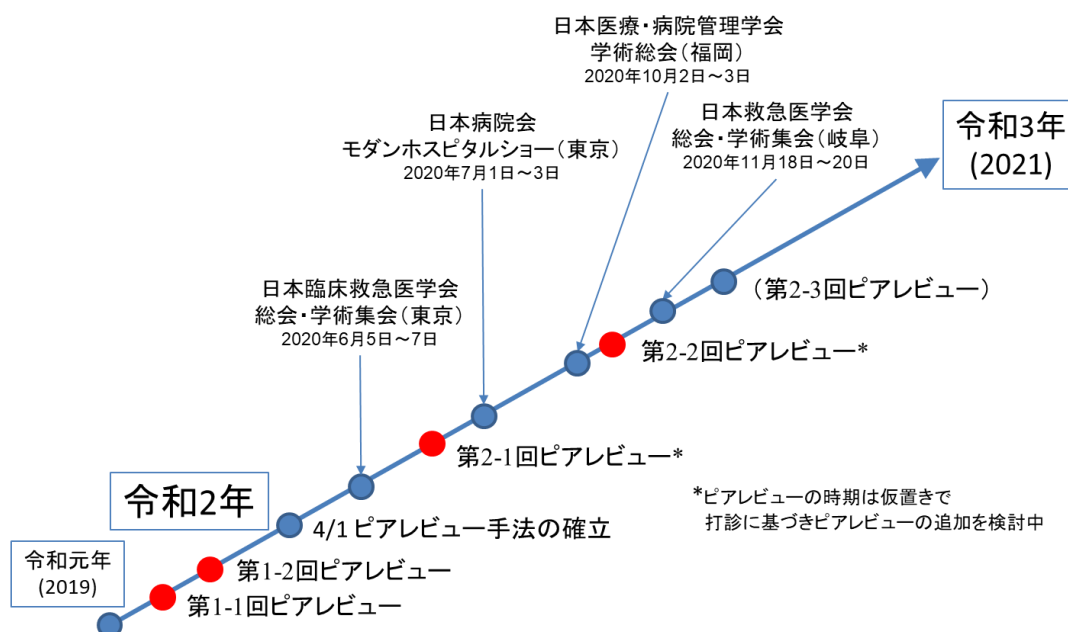 日本医療・病院管理学会
学術総会（福岡）
2020年10月2日～3日
日本救急医学会
総会・学術集会（岐阜）
2020年11月18日～20日
令和3年
(2021)
日本病院会
モダンホスピタルショー（東京）
2020年7月1日～3日
日本臨床救急医学会
総会・学術集会（東京）
2020年6月5日～7日
（第2-3回ピアレビュー）
第2-2回ピアレビュー*
第2-1回ピアレビュー*
令和2年
4/1 ピアレビュー手法の確立
*ピアレビューの時期は仮置きで
打診に基づきピアレビューの追加を検討中
令和元年
(2019)
第1-2回ピアレビュー
第1-1回ピアレビュー